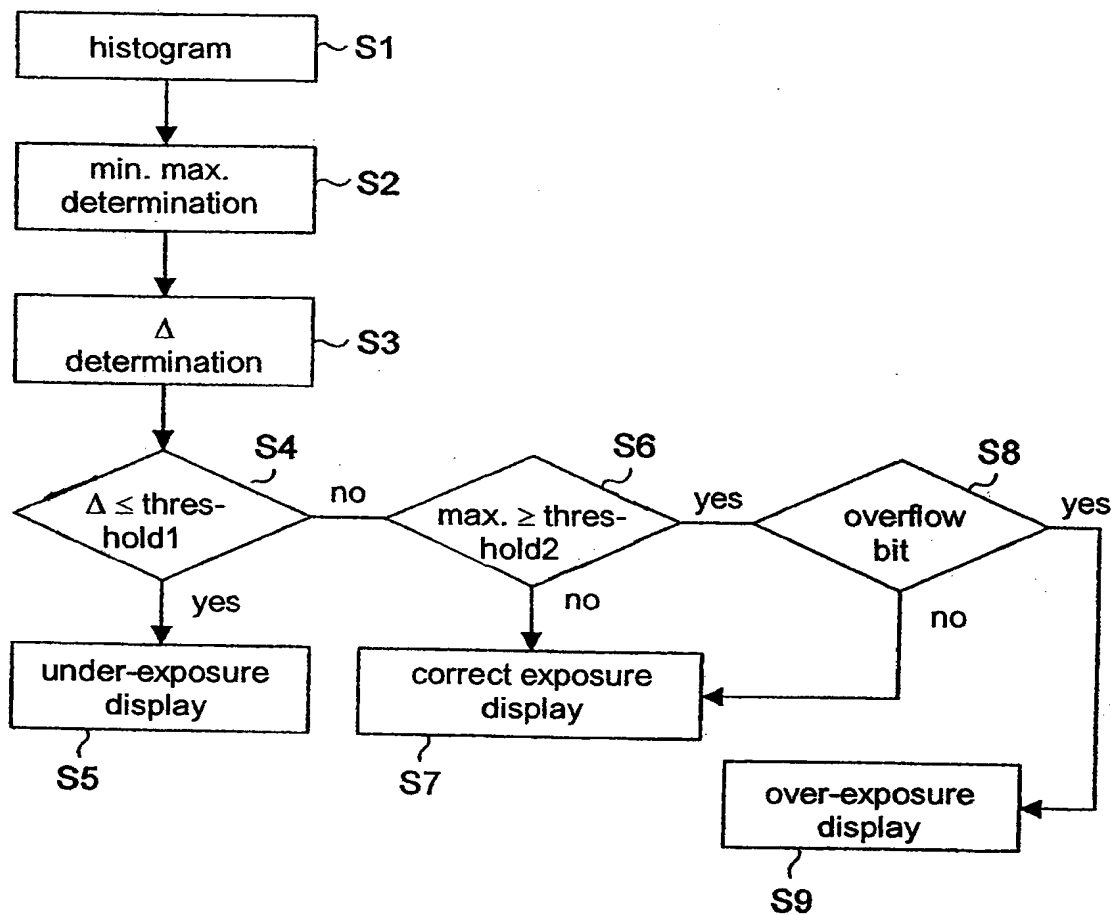 histogram
S1
min. max.
determination
S2
Δ
determination
S3
S4
Δ ≤ thres-
hold1
no
yes
S6
max. ≥ thres-
hold2
yes
no
S8
overflow
bit
yes
no
under-exposure
display
S5
correct exposure
display
S7
over-exposure
display
S9